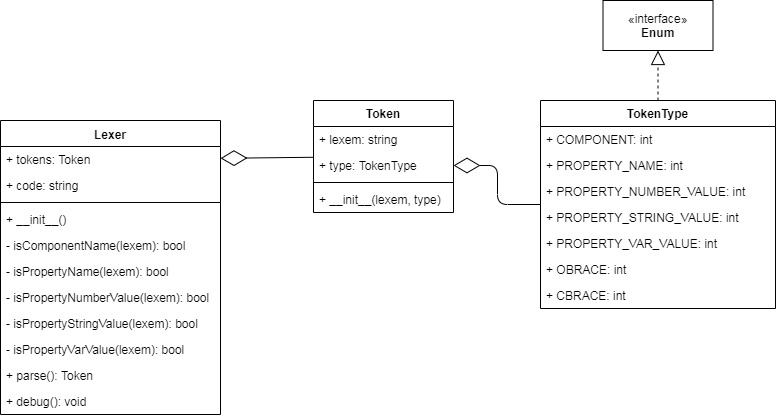 «interface»
Enum
Lexer
+ tokens: Token
+ code: string
+ __init__()
- isComponentName(lexem): bool
- isPropertyName(lexem): bool
- isPropertyNumberValue(lexem): bool
- isPropertyStringValue(lexem): bool
- isPropertyVarValue(lexem): bool
+ parse(): Token
+ debug(): void
Token
+ lexem: string
+ type: TokenType
+ __init__(lexem, type)
TokenType
+ COMPONENT: int
+ PROPERTY_NAME: int
+ PROPERTY_NUMBER_VALUE: int
+ PROPERTY_STRING_VALUE: int
+ PROPERTY_VAR_VALUE: int
+ OBRACE: int
+ CBRACE: int